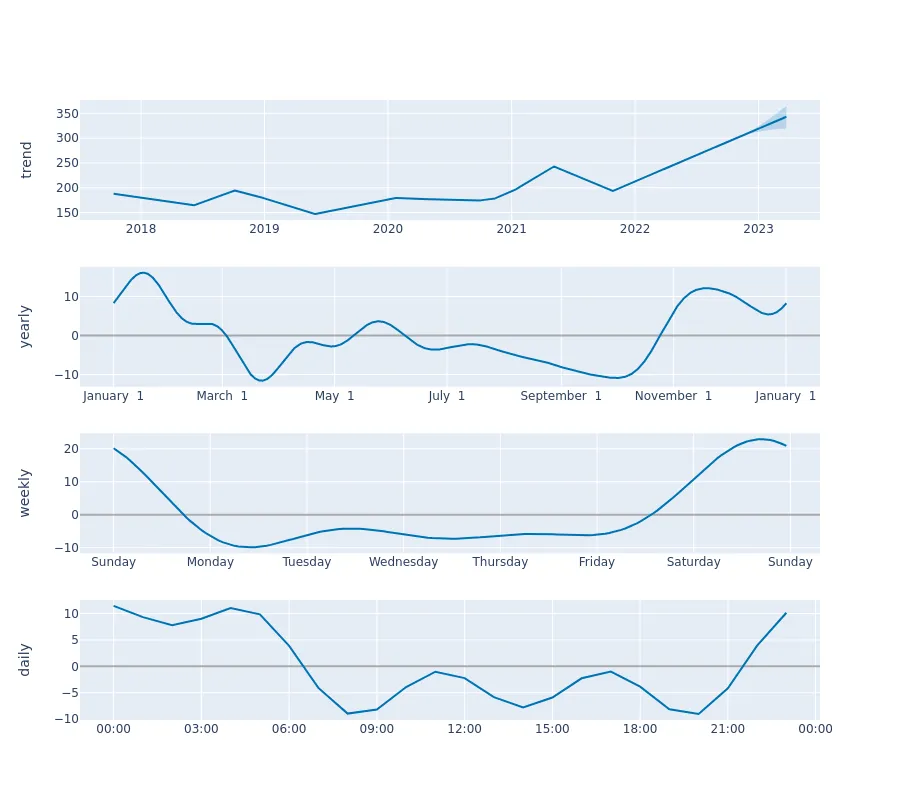 trend
350
300
250
200
150
2018 2019 2020 2021 2022 2023
yearly
10
0
−10
January 1 March 1 May 1 July 1 September 1 November 1 January 1
weekly
20
10
0
−10
Sunday Monday Tuesday Wednesday Thursday Friday Saturday Sunday
daily
10
5
0
−5
−10
00:00 03:00 06:00 09:00 12:00 15:00 18:00 21:00 00:00